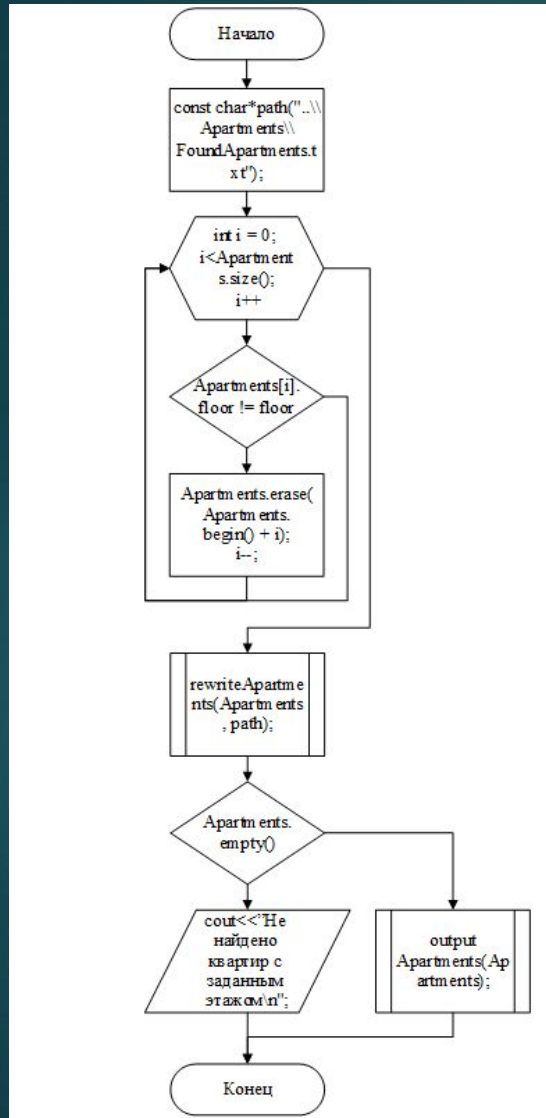 Начало
const char*path("..\\
Apartments\\
FoundApartments.t
xt");
int i = 0;
i<Apartment
s.size();
i++
Apartments[i].
floor != floor
Apartments.erase(
Apartments.
begin() + i);
i--;
rewriteApartme
nts(Apartments
, path);
Apartments.
empty()
cout<<"Не
найдено
квартир с
заданным
этажом\n";
output
Apartments(Ap
artments);
Конец